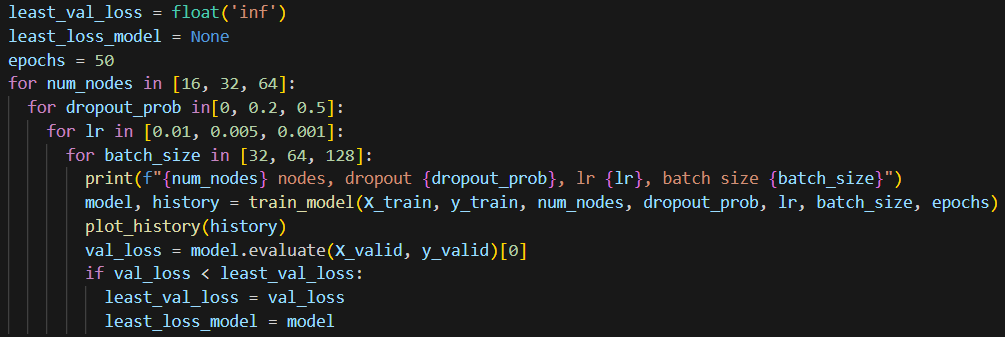 least_val_loss = float('inf')
least_loss_model = None
epochs = 50
for num_nodes in [16, 32, 64]:
  for dropout_prob in[0, 0.2, 0.5]:
    for lr in [0.01, 0.005, 0.001]:
      for batch_size in [32, 64, 128]:
        print(f"{num_nodes} nodes, dropout {dropout_prob}, lr {lr}, batch size {batch_size}")
        model, history = train_model(X_train, y_train, num_nodes, dropout_prob, lr, batch_size, epochs)
        plot_history(history)
        val_loss = model.evaluate(X_valid, y_valid)[0]
        if val_loss < least_val_loss:
          least_val_loss = val_loss
          least_loss_model = model